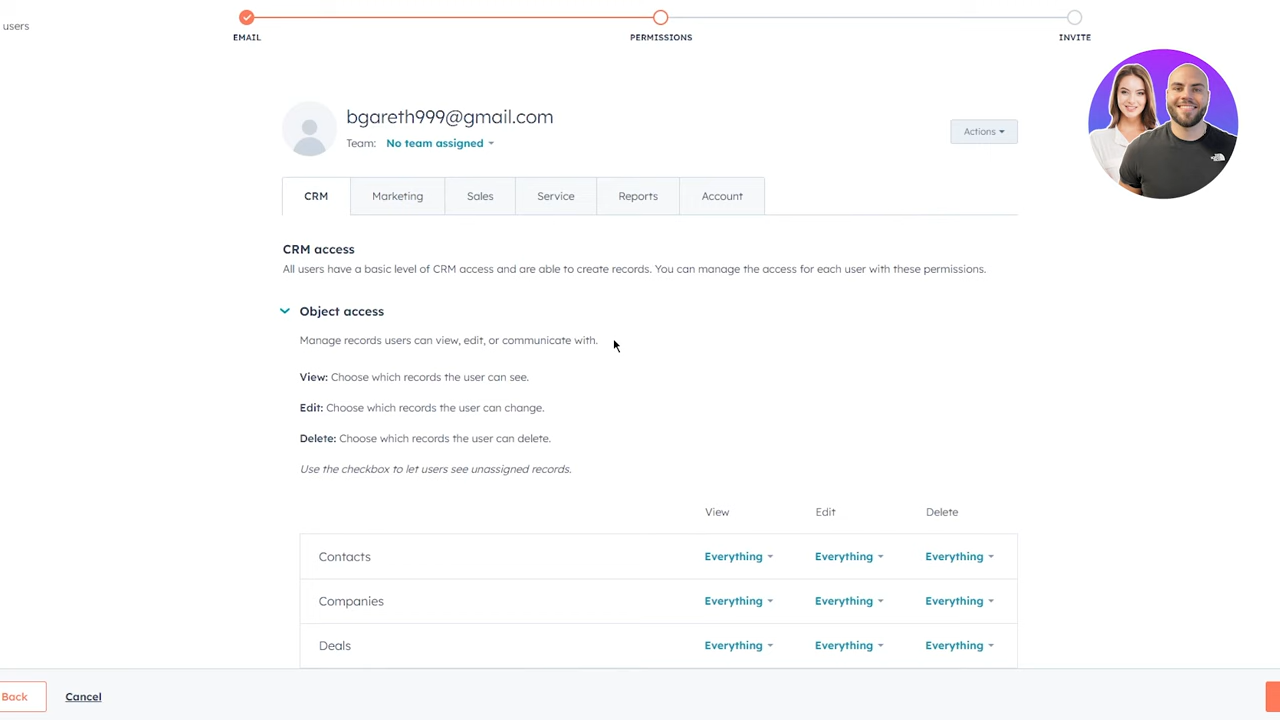 users
EMAIL
PERMISSIONS
INVITE
bgareth999@gmail.com
Team: No team assigned
Actions
CRM Marketing Sales Service Reports Account
CRM access
All users have a basic level of CRM access and are able to create records. You can manage the access for each user with these permissions.
Object access
Manage records users can view, edit, or communicate with.
View: Choose which records the user can see.
Edit: Choose which records the user can change.
Delete: Choose which records the user can delete.
Use the checkbox to let users see unassigned records.
View Edit Delete
Contacts Everything Everything Everything
Companies Everything Everything Everything
Deals Everything Everything Everything
Back Cancel